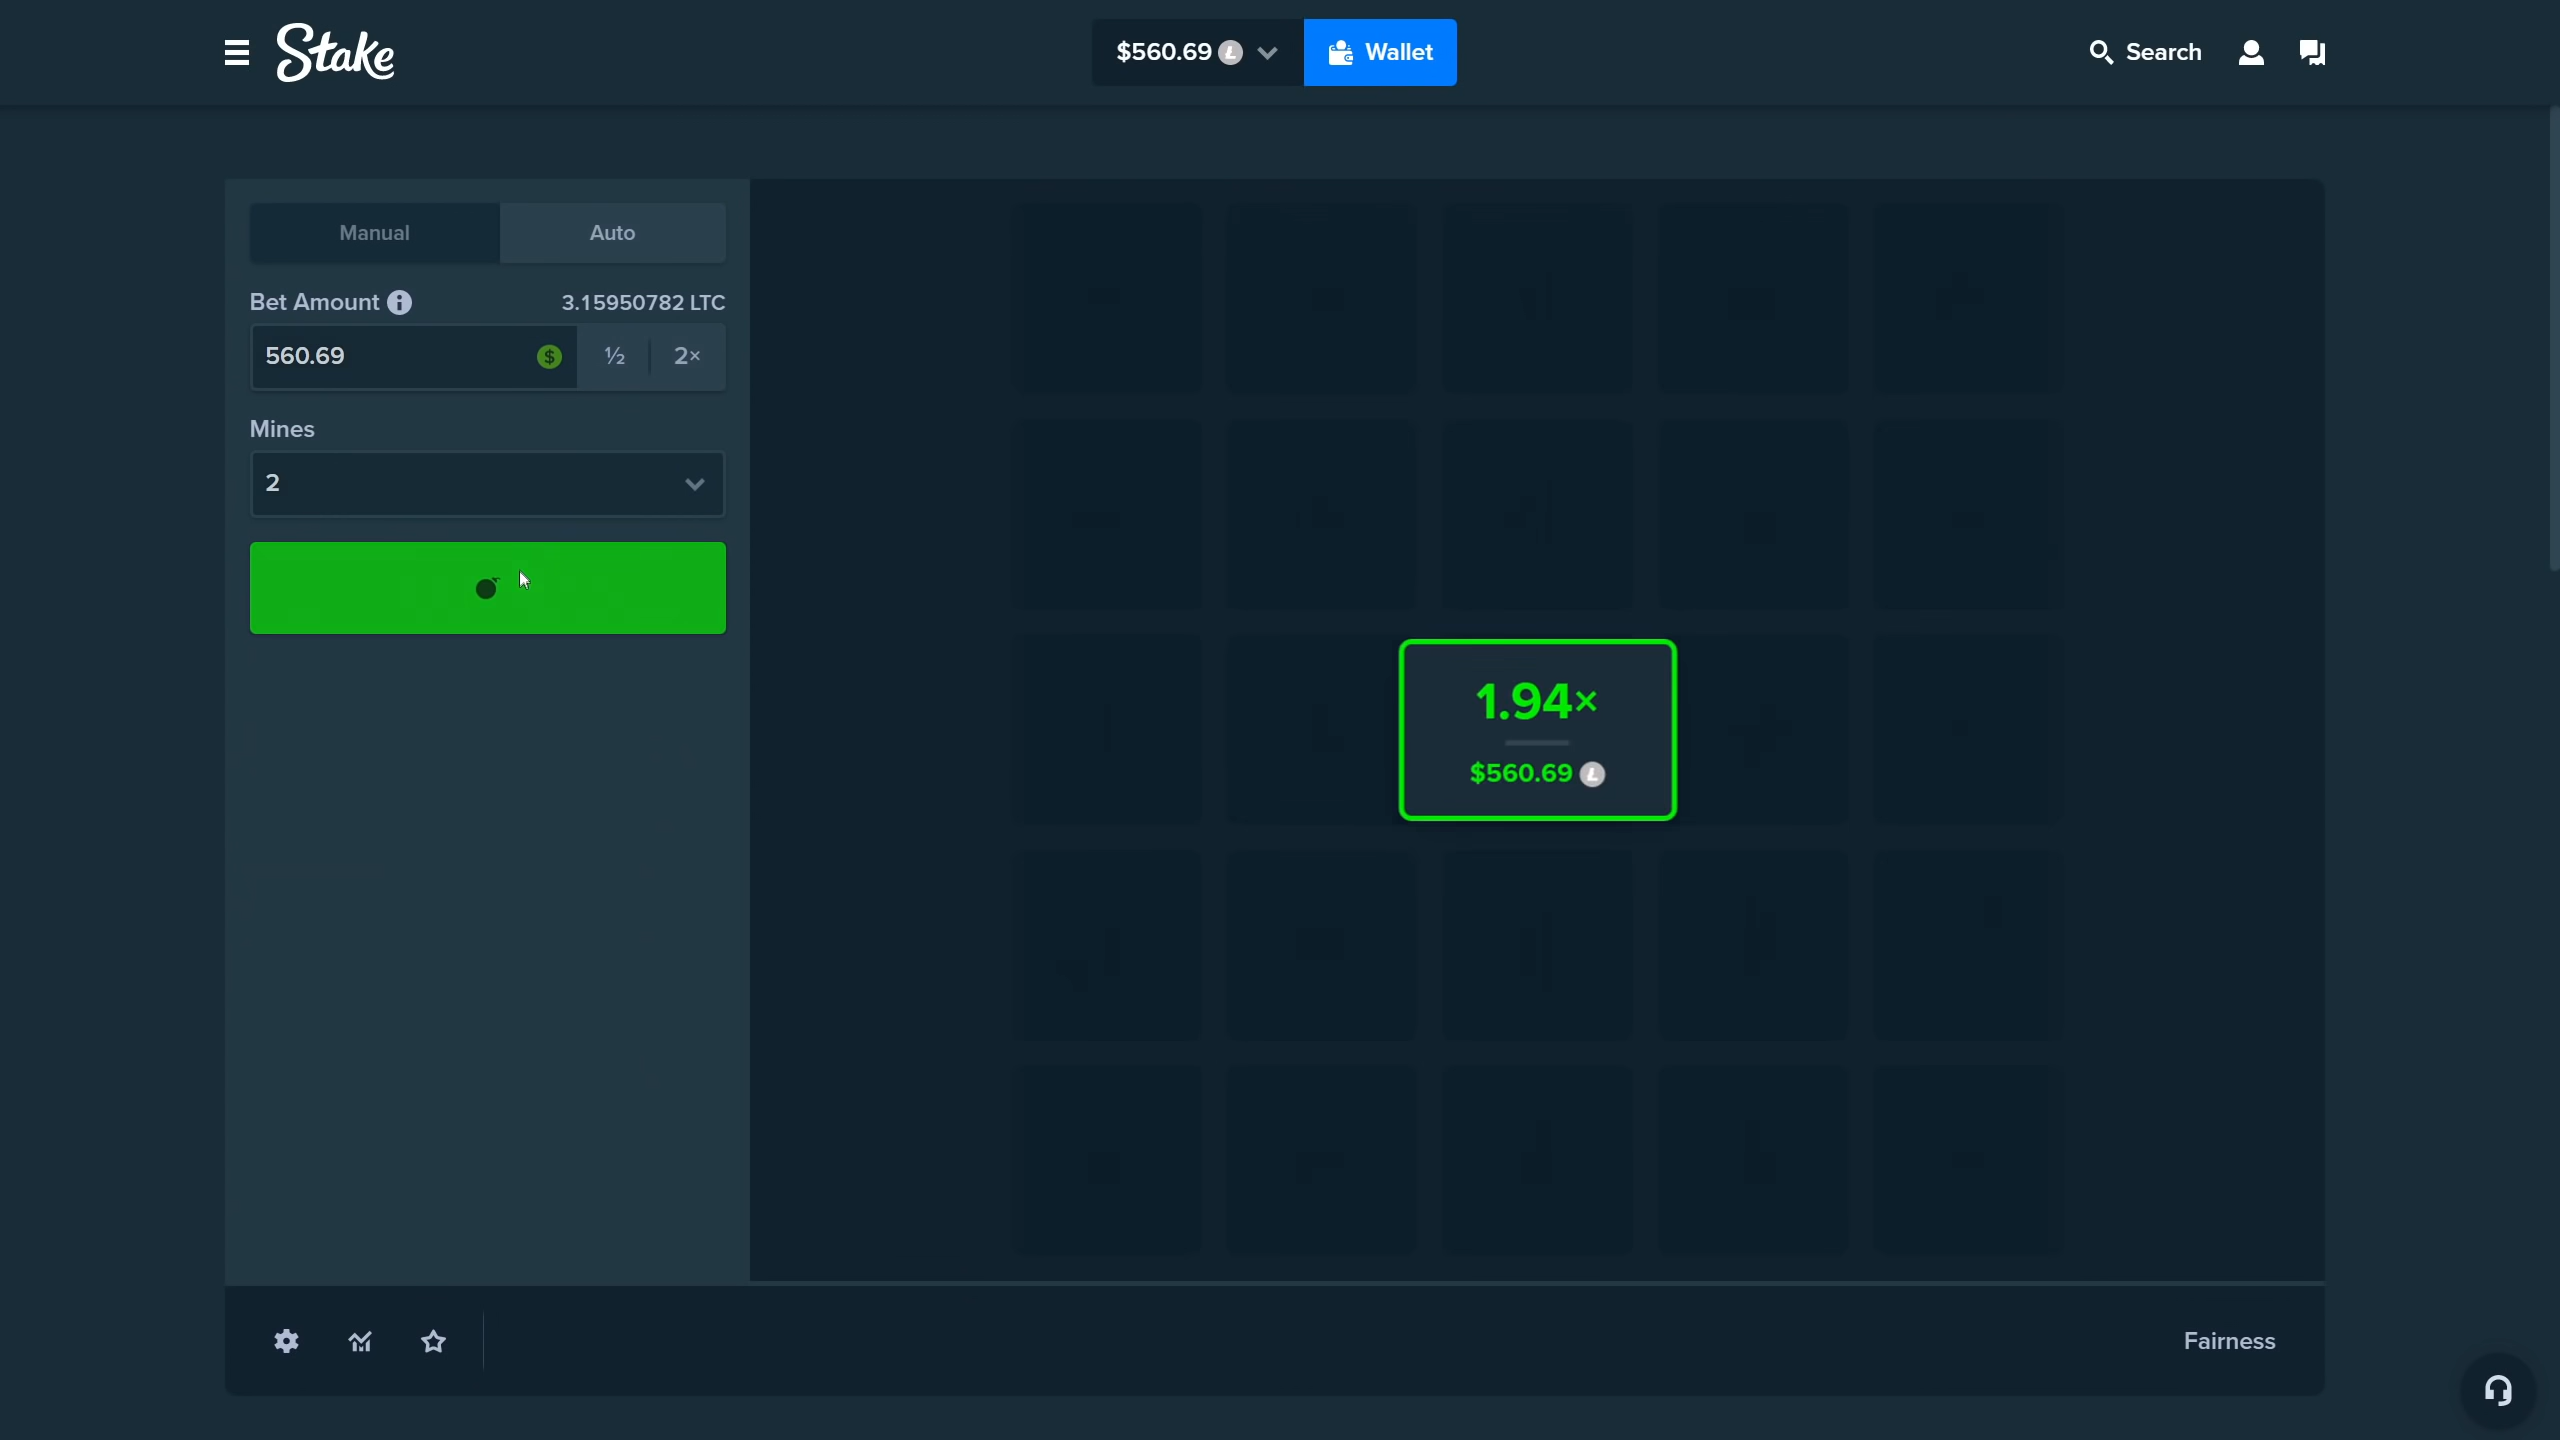 Stake
$560.69
Wallet
Search
Manual
Auto
Bet Amount
3.15950782 LTC
560.69
$
½
2×
Mines
2
1.94×
$560.69
Fairness